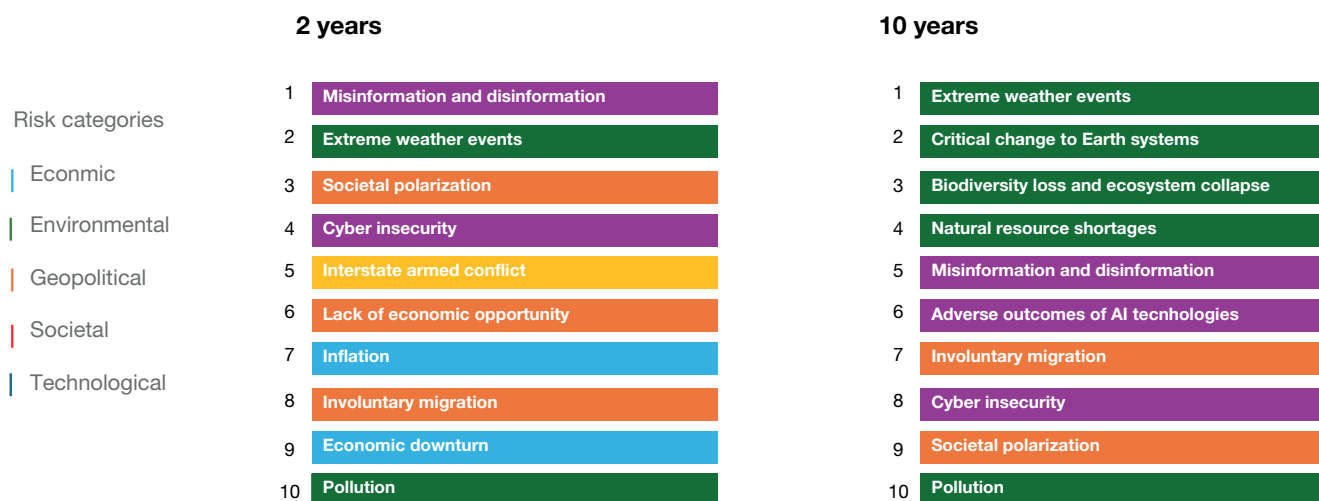 2 years
10 years
Risk categories
Econmic
Environmental
Geopolitical
Societal
Technological
1 Misinformation and disinformation
2 Extreme weather events
3 Societal polarization
4 Cyber insecurity
5 Interstate armed conflict
6 Lack of economic opportunity
7 Inflation
8 Involuntary migration
9 Economic downturn
10 Pollution
1 Extreme weather events
2 Critical change to Earth systems
3 Biodiversity loss and ecosystem collapse
4 Natural resource shortages
5 Misinformation and disinformation
6 Adverse outcomes of AI tecnhologies
7 Involuntary migration
8 Cyber insecurity
9 Societal polarization
10 Pollution